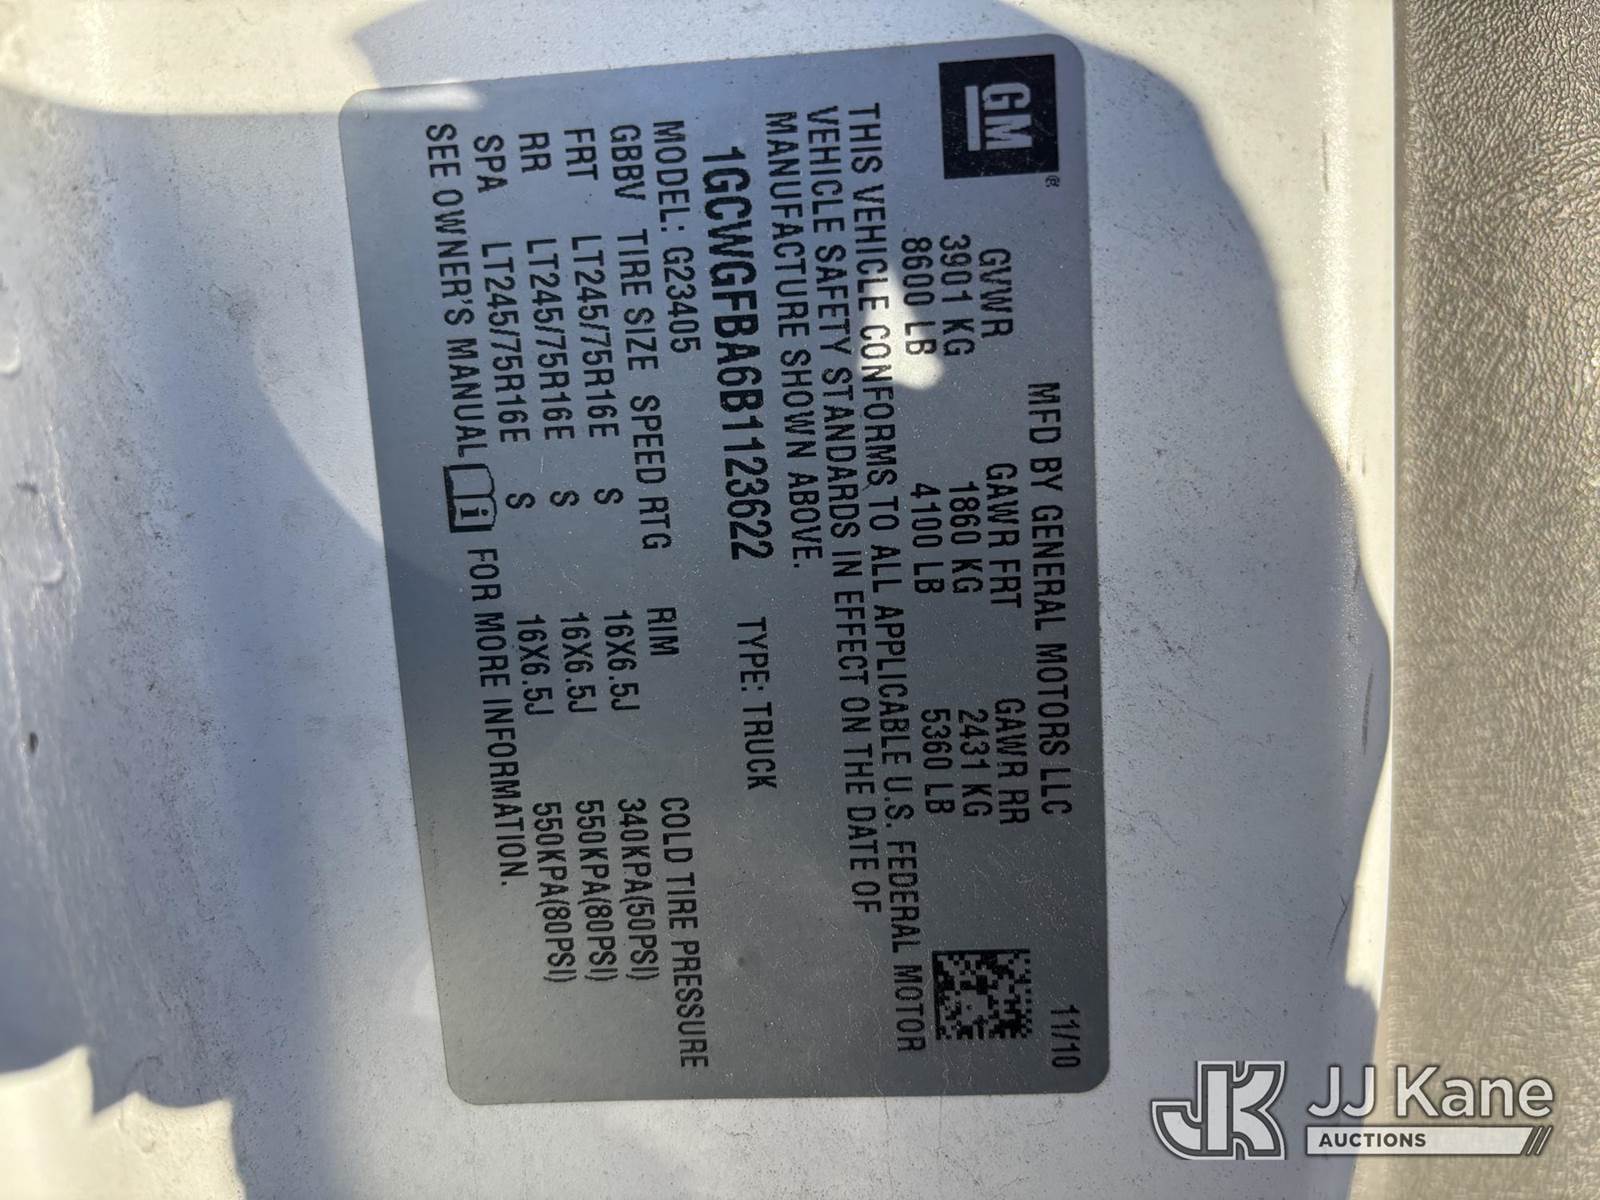 GM®
MFD BY GENERAL MOTORS LLC 11/10
GVWR GAWR FRT GAWR RR
3901 KG 1860 KG 2431 KG
8600 LB 4100 LB 5360 LB
THIS VEHICLE CONFORMS TO ALL APPLICABLE U.S. FEDERAL MOTOR
VEHICLE SAFETY STANDARDS IN EFFECT ON THE DATE OF
MANUFACTURE SHOWN ABOVE.
1GCWGFBA6B1123622 TYPE: TRUCK
MODEL: G23405
GBBV TIRE SIZE SPEED RTG RIM COLD TIRE PRESSURE
FRT LT245/75R16E S 16X6.5J 340KPA(50PSI)
RR LT245/75R16E S 16X6.5J 550KPA(80PSI)
SPA LT245/75R16E S 16X6.5J 550KPA(80PSI)
SEE OWNER'S MANUAL i FOR MORE INFORMATION.
JK JJ Kane
AUCTIONS